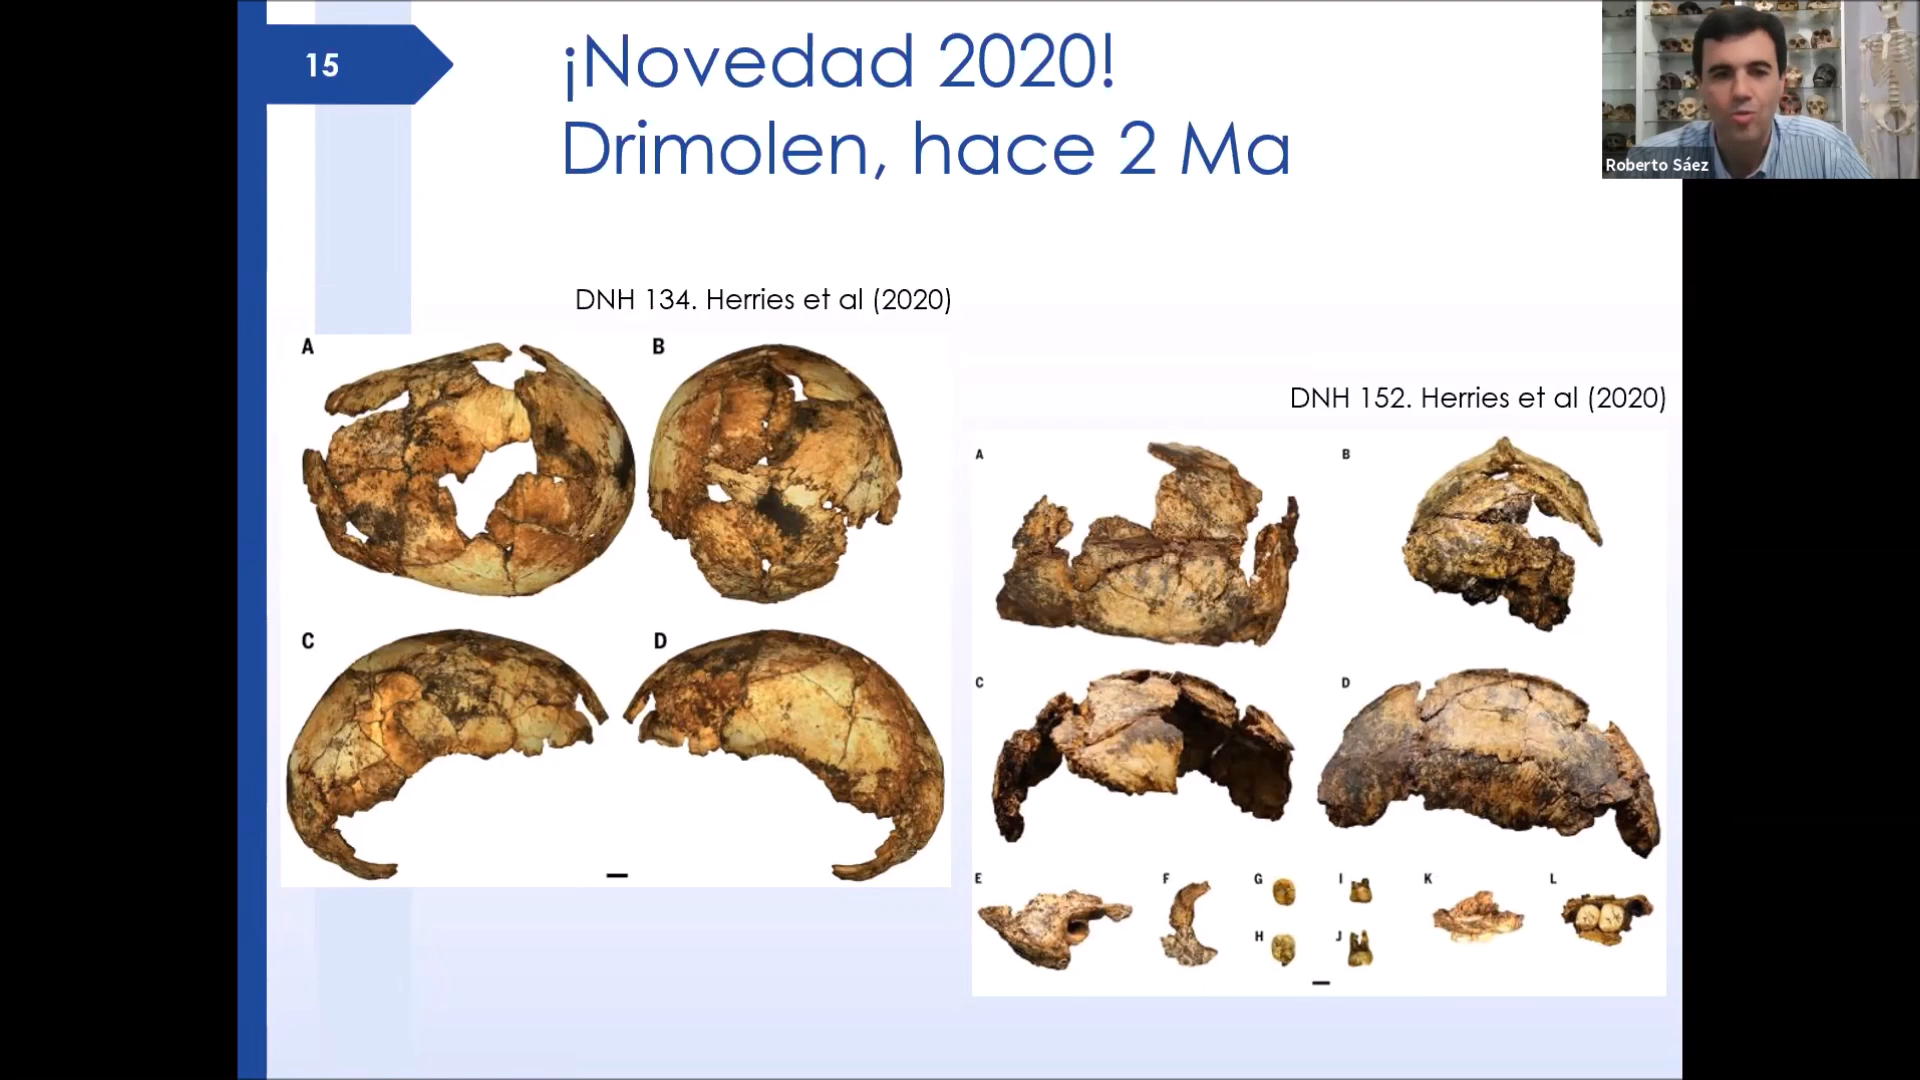 15
¡Novedad 2020!
Drimolen, hace 2 Ma
Roberto Sáez
DNH 134. Herries et al (2020)
A
B
C
D
DNH 152. Herries et al (2020)
A
B
C
D
E
F
G
I
K
L
H
J